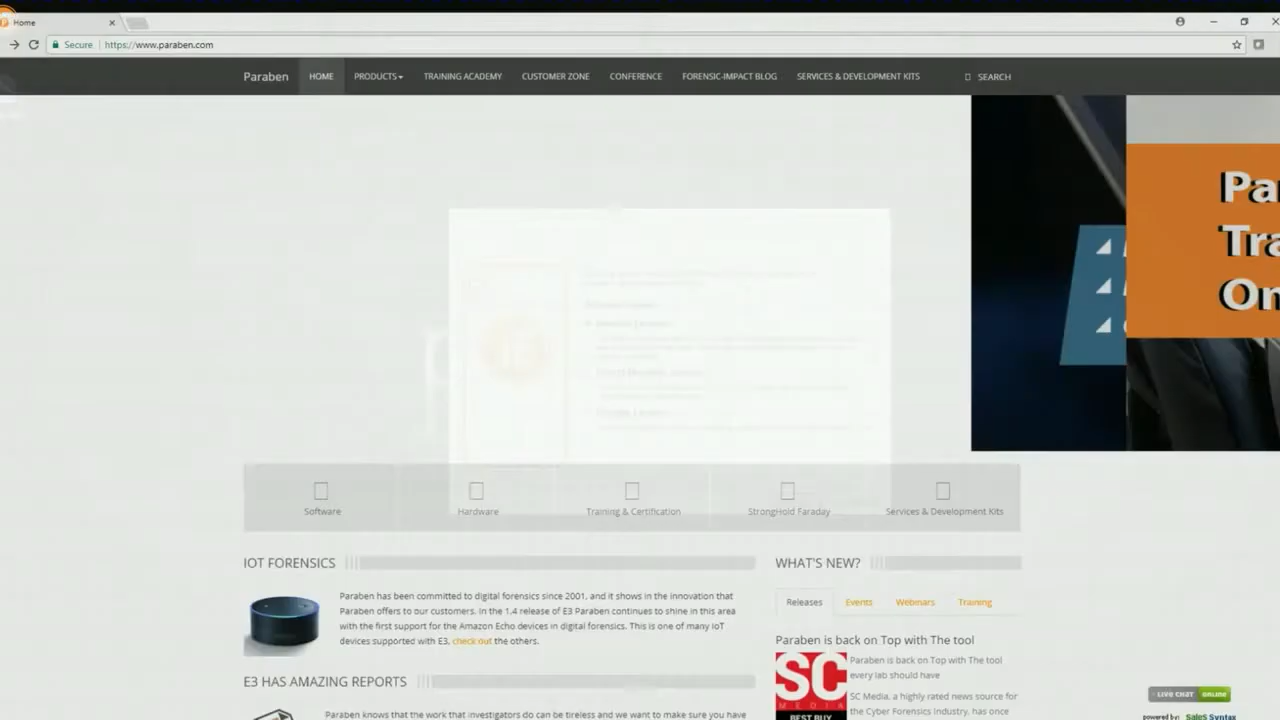 Home
Secure | https://www.paraben.com
Paraben HOME PRODUCTS TRAINING ACADEMY CUSTOMER ZONE CONFERENCE FORENSIC-IMPACT BLOG SERVICES & DEVELOPMENT KITS SEARCH
Pa
Tra
On
Software Hardware Training & Certification StrongHold Faraday Services & Development Kits
IOT FORENSICS
Paraben has been committed to digital forensics since 2001, and it shows in the innovation that
Paraben offers to our customers. In the 1.4 release of E3 Paraben continues to shine in this area
with the first support for the Amazon Echo devices in digital forensics. This is one of many IoT
devices supported with E3, check out the others.
E3 HAS AMAZING REPORTS
Paraben knows that the work that investigators do can be tireless and we want to make sure you have
WHAT'S NEW?
Releases Events Webinars Training
Paraben is back on Top with The tool
SC
MEDIA
BEST BUY
Paraben is back on Top with The tool
every lab should have
SC Media, a highly rated news source for
the Cyber Forensics Industry, has once
LIVE CHAT online
powered by: SaleS Syntax